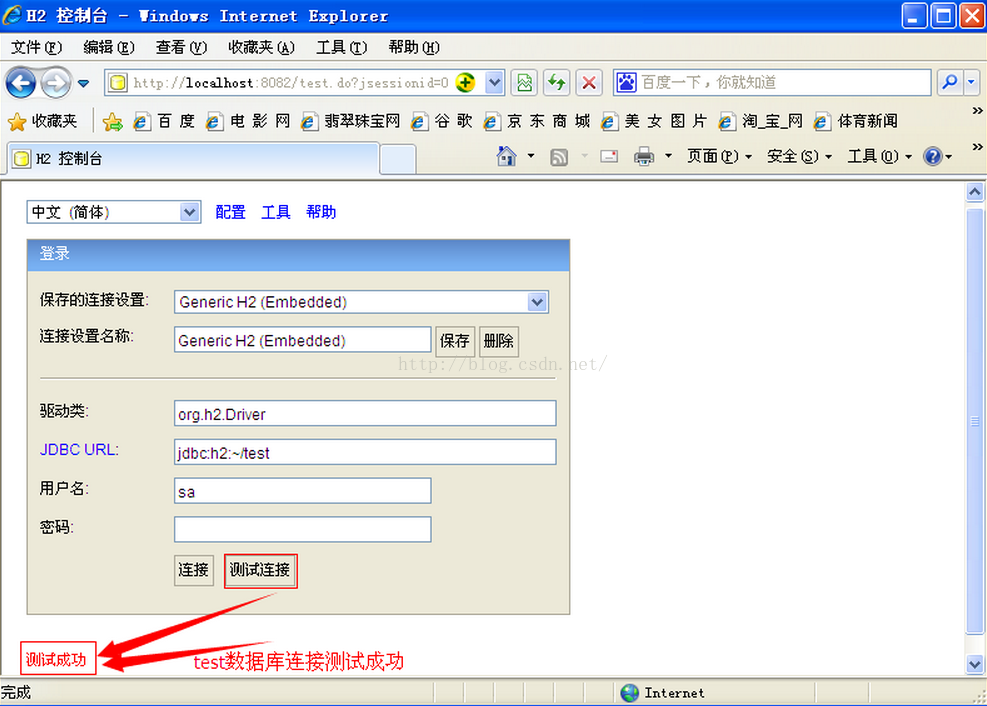 H2 控制台 - Windows Internet Explorer
文件(F) 编辑(E) 查看(V) 收藏夹(A) 工具(T) 帮助(H)
http://localhost:8082/test.do?jsessionid=0 百度一下，你就知道
收藏夹 百 度 电 影 网 翡翠珠宝网 谷 歌 京 东 商 城 美 女 图 片 淘_宝_网 体育新闻 »
H2 控制台 页面(P) 安全(S) 工具(O) »
中文 (简体) 配置 工具 帮助
登录
保存的连接设置: Generic H2 (Embedded)
连接设置名称: Generic H2 (Embedded) 保存 删除
http://blog.csdn.net/
驱动类: org.h2.Driver
JDBC URL: jdbc:h2:~/test
用户名: sa
密码:
连接 测试连接
测试成功 test数据库连接测试成功
完成 Internet